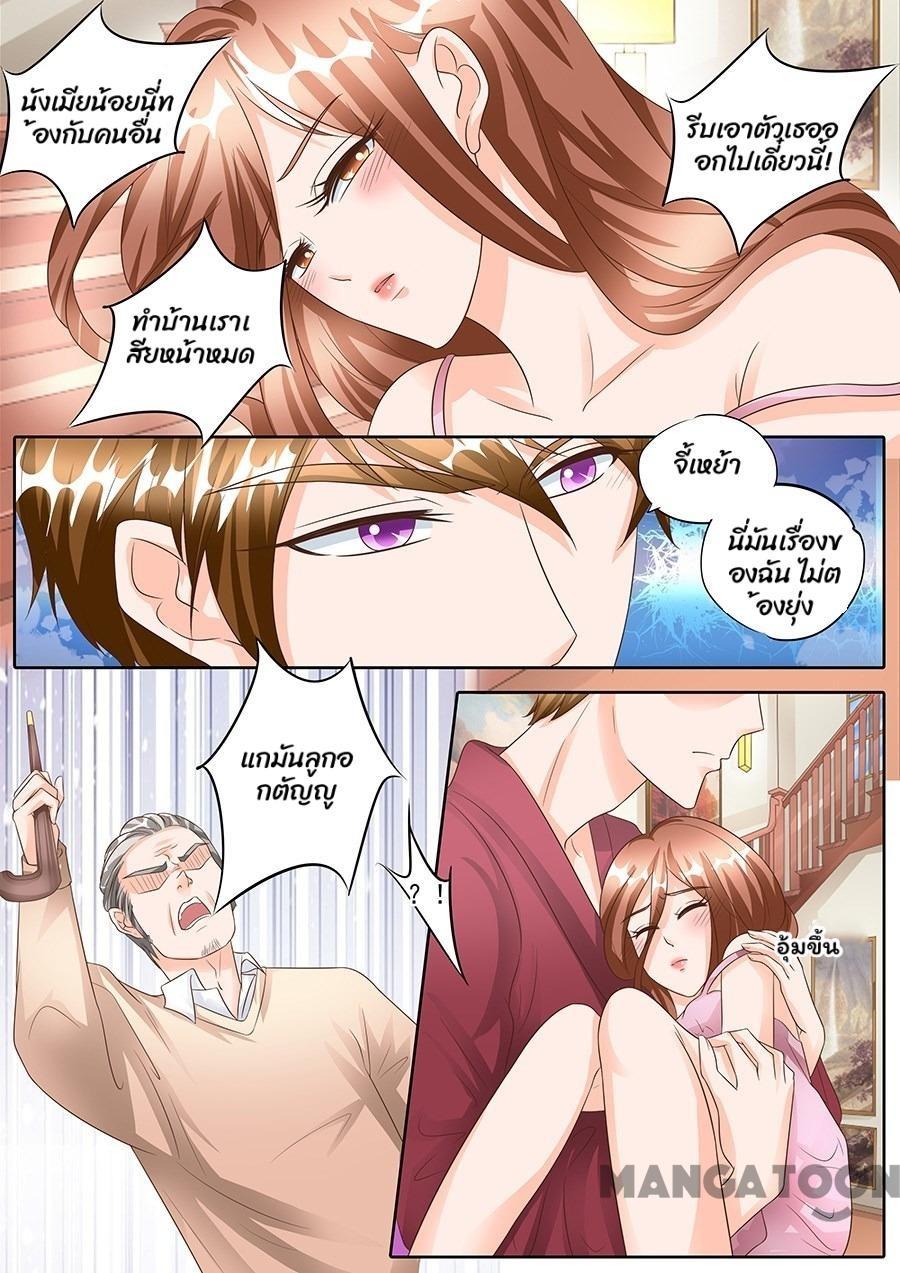 นังเมียน้อยนี่ท
้องกับคนอื่น
รีบเอาตัวเธออ
อกไปเดี๋ยวนี้!
ทำบ้านเราเ
สียหน้าหมด
จี้เหย้า
นี่มันเรื่องข
องฉัน ไม่ต
้องยุ่ง
แกมันลูกอ
กตัญญู
? !
อุ้มขึ้น
MANGATOON